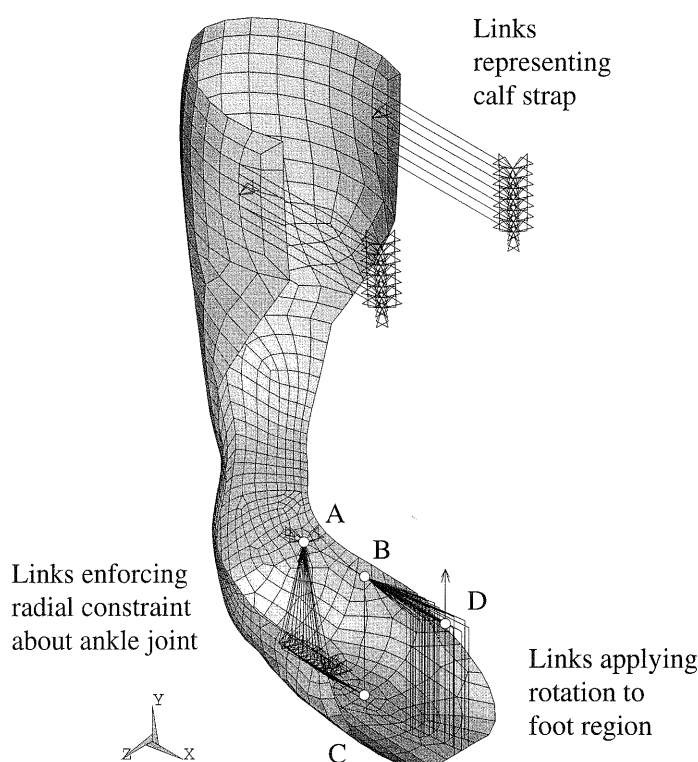 Links
representing
calf strap
A
B
D
Links enforcing
radial constraint
about ankle joint
Links applying
rotation to
foot region
Y
Z
X
C